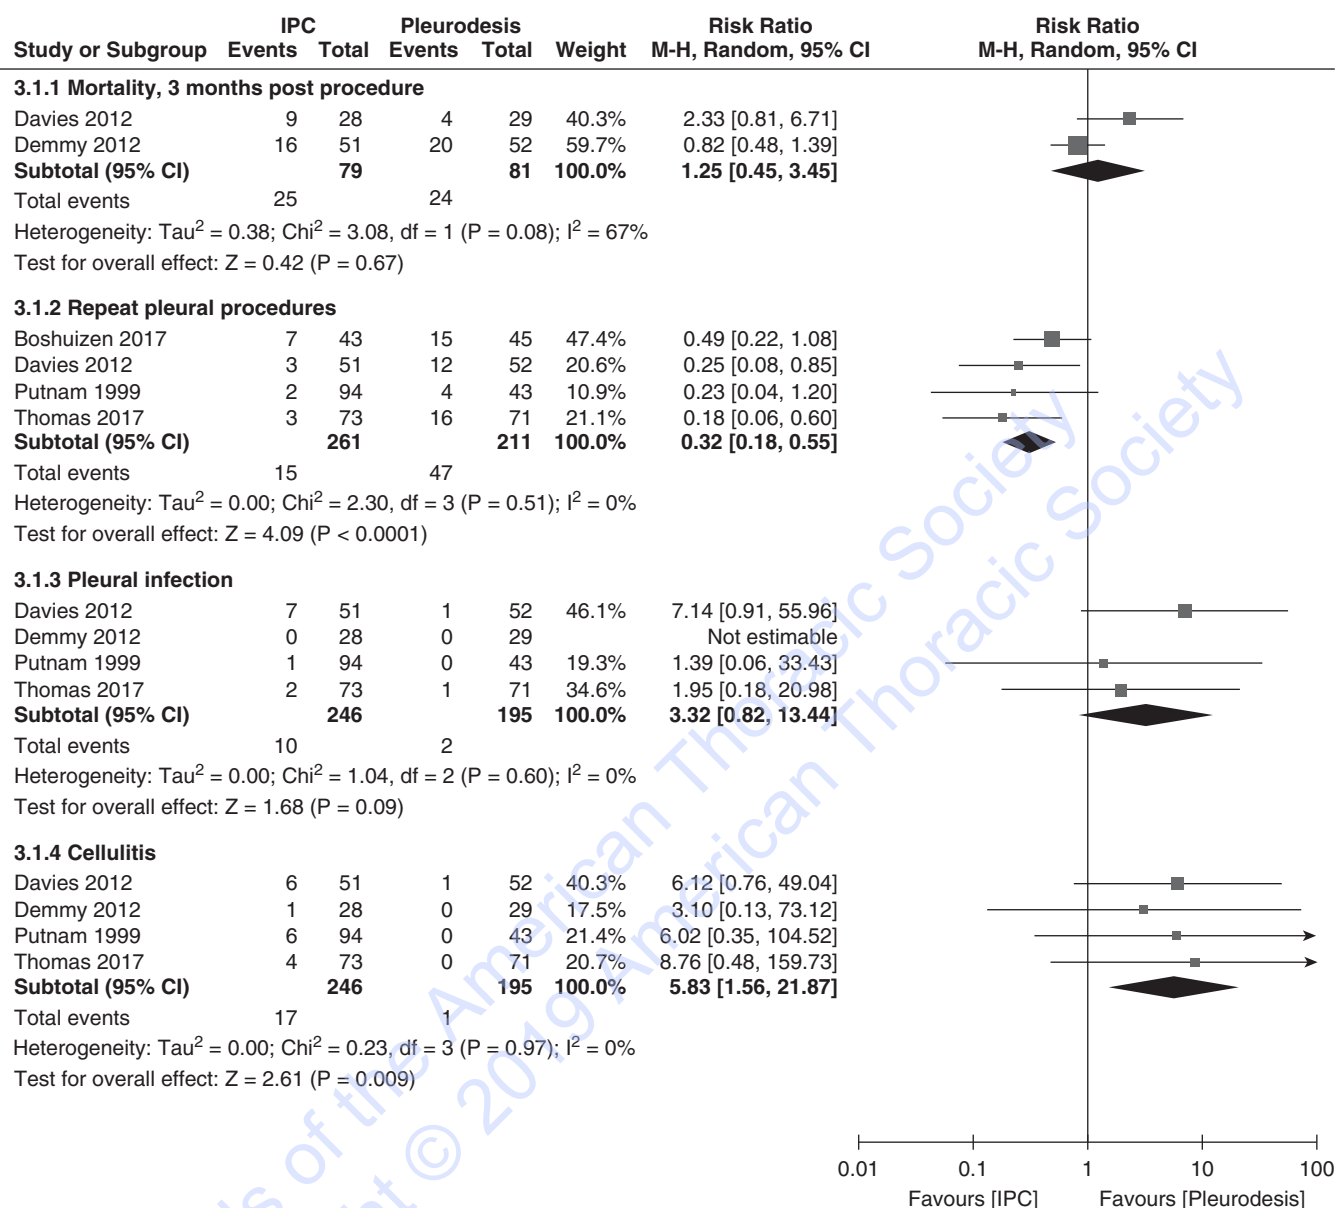 IPC Pleurodesis Risk Ratio Risk Ratio
Study or Subgroup Events Total Events Total Weight M-H, Random, 95% CI M-H, Random, 95% CI
3.1.1 Mortality, 3 months post procedure
Davies 2012 9 28 4 29 40.3% 2.33 [0.81, 6.71]
Demmy 2012 16 51 20 52 59.7% 0.82 [0.48, 1.39]
Subtotal (95% CI) 79 81 100.0% 1.25 [0.45, 3.45]
Total events 25 24
Heterogeneity: Tau² = 0.38; Chi² = 3.08, df = 1 (P = 0.08); I² = 67%
Test for overall effect: Z = 0.42 (P = 0.67)
3.1.2 Repeat pleural procedures
Boshuizen 2017 7 43 15 45 47.4% 0.49 [0.22, 1.08]
Davies 2012 3 51 12 52 20.6% 0.25 [0.08, 0.85]
Putnam 1999 2 94 4 43 10.9% 0.23 [0.04, 1.20]
Thomas 2017 3 73 16 71 21.1% 0.18 [0.06, 0.60]
Subtotal (95% CI) 261 211 100.0% 0.32 [0.18, 0.55]
Total events 15 47
Heterogeneity: Tau² = 0.00; Chi² = 2.30, df = 3 (P = 0.51); I² = 0%
Test for overall effect: Z = 4.09 (P < 0.0001)
3.1.3 Pleural infection
Davies 2012 7 51 1 52 46.1% 7.14 [0.91, 55.96]
Demmy 2012 0 28 0 29 Not estimable
Putnam 1999 1 94 0 43 19.3% 1.39 [0.06, 33.43]
Thomas 2017 2 73 1 71 34.6% 1.95 [0.18, 20.98]
Subtotal (95% CI) 246 195 100.0% 3.32 [0.82, 13.44]
Total events 10 2
Heterogeneity: Tau² = 0.00; Chi² = 1.04, df = 2 (P = 0.60); I² = 0%
Test for overall effect: Z = 1.68 (P = 0.09)
3.1.4 Cellulitis
Davies 2012 6 51 1 52 40.3% 6.12 [0.76, 49.04]
Demmy 2012 1 28 0 29 17.5% 3.10 [0.13, 73.12]
Putnam 1999 6 94 0 43 21.4% 6.02 [0.35, 104.52]
Thomas 2017 4 73 0 71 20.7% 8.76 [0.48, 159.73]
Subtotal (95% CI) 246 195 100.0% 5.83 [1.56, 21.87]
Total events 17 1
Heterogeneity: Tau² = 0.00; Chi² = 0.23, df = 3 (P = 0.97); I² = 0%
Test for overall effect: Z = 2.61 (P = 0.009)
0.01 0.1 1 10 100
Favours [IPC] Favours [Pleurodesis]
of the American Thoracic Society
© 2019 American Thoracic Society